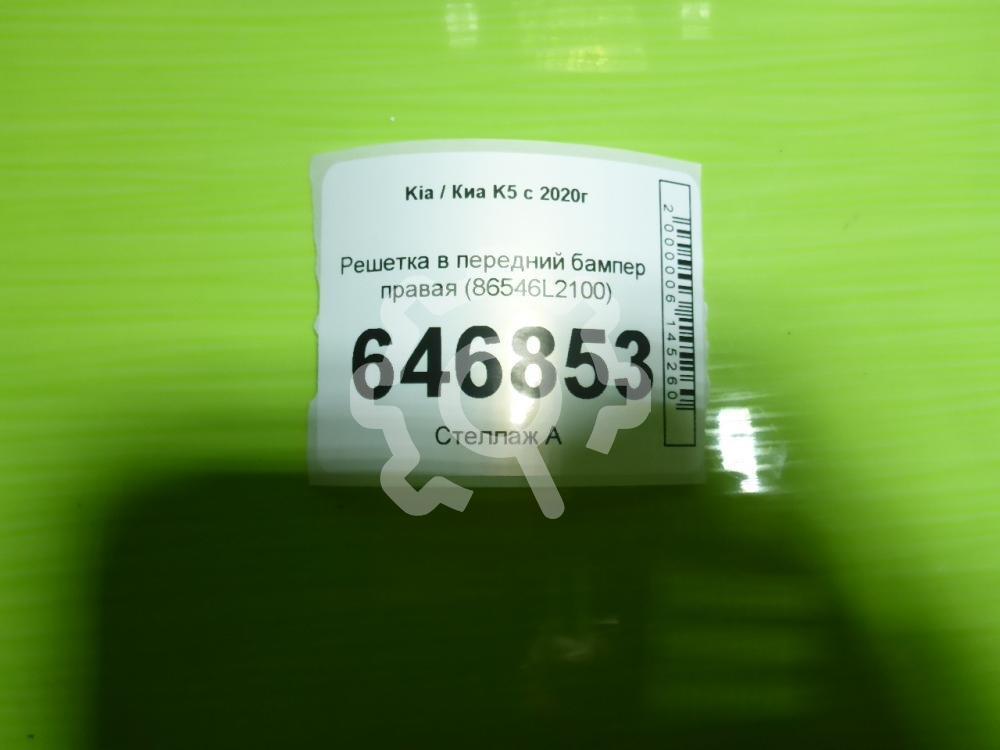 Kia / Киа K5 с 2020г
Решетка в передний бампер
правая (86546L2100)
646853
Стеллаж А
2000006145260